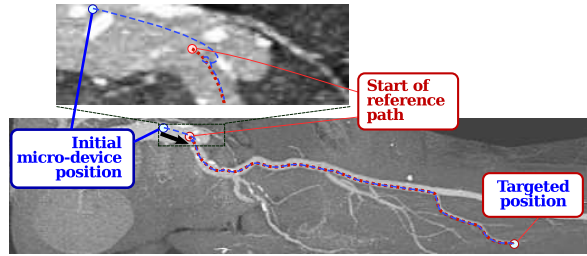 Start of
reference
path
Initial
micro-device
position
Targeted
position